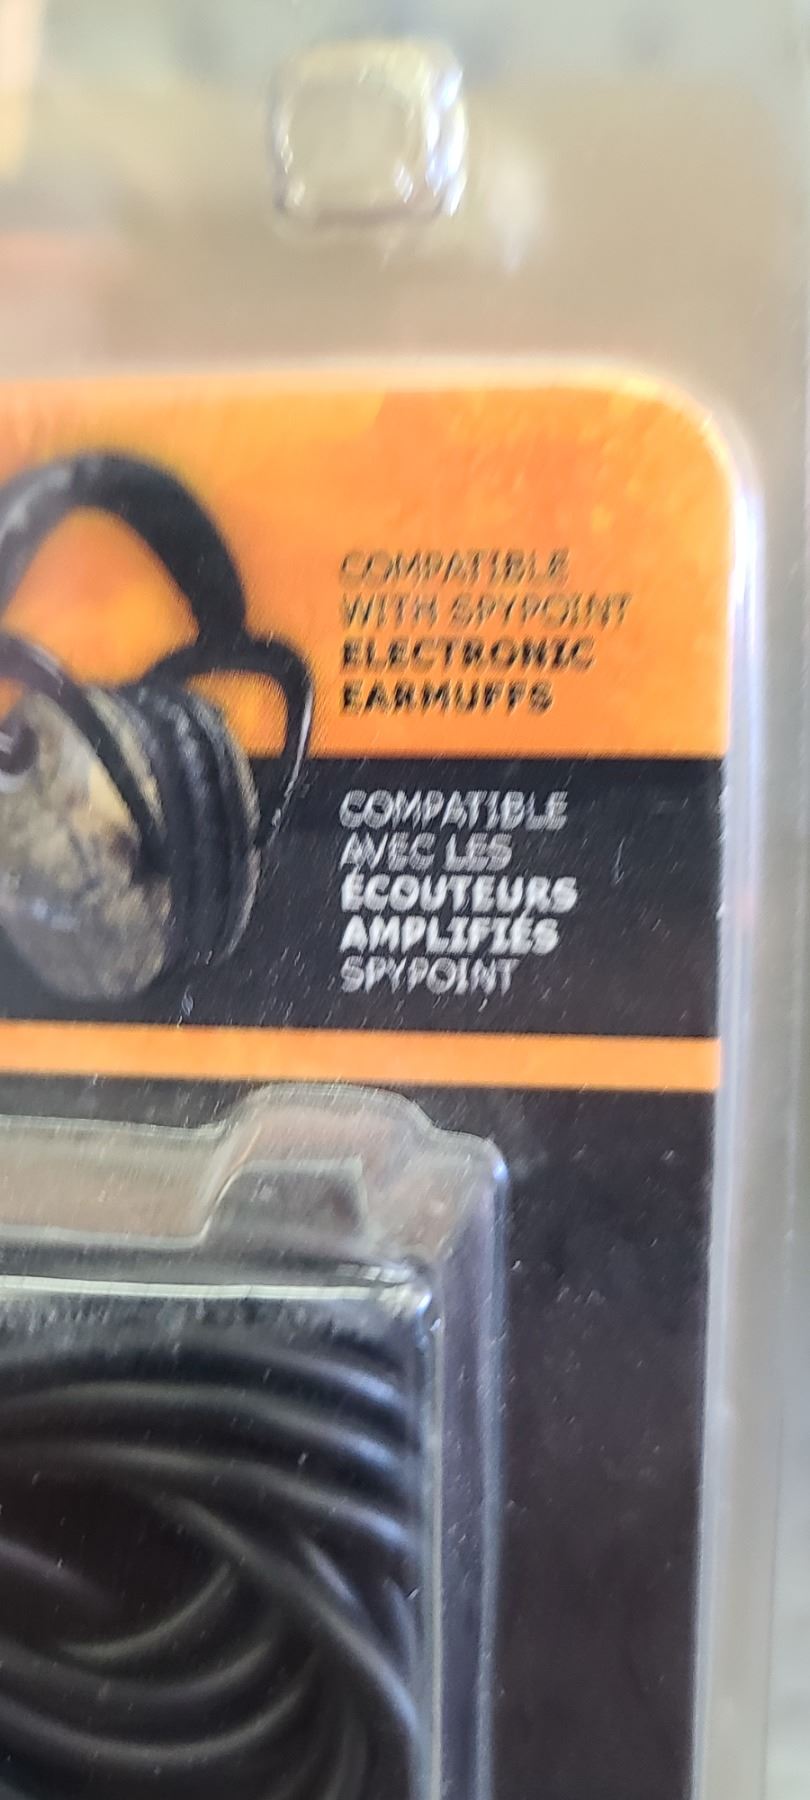 COMPATIBLE
WITH SPYPOINT
ELECTRONIC
EARMUFFS
COMPATIBLE
AVEC LES
ÉCOUTEURS
AMPLIFIÉS
SPYPOINT